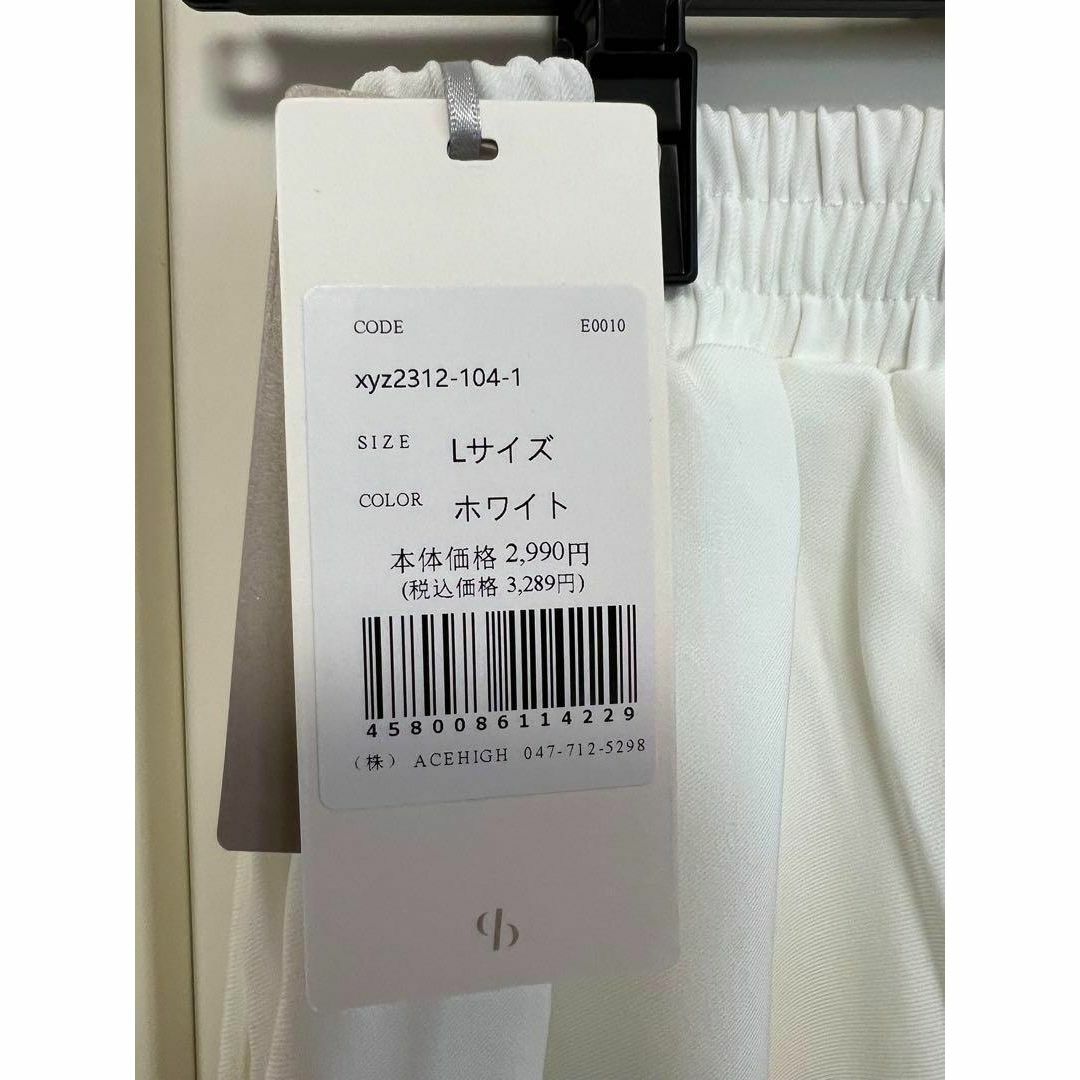 CODE E0010
xyz2312-104-1
SIZE Lサイズ
COLOR ホワイト
本体価格 2,990円
(税込価格 3,289円)
4580086114229
(株) ACEHIGH 047-712-5298